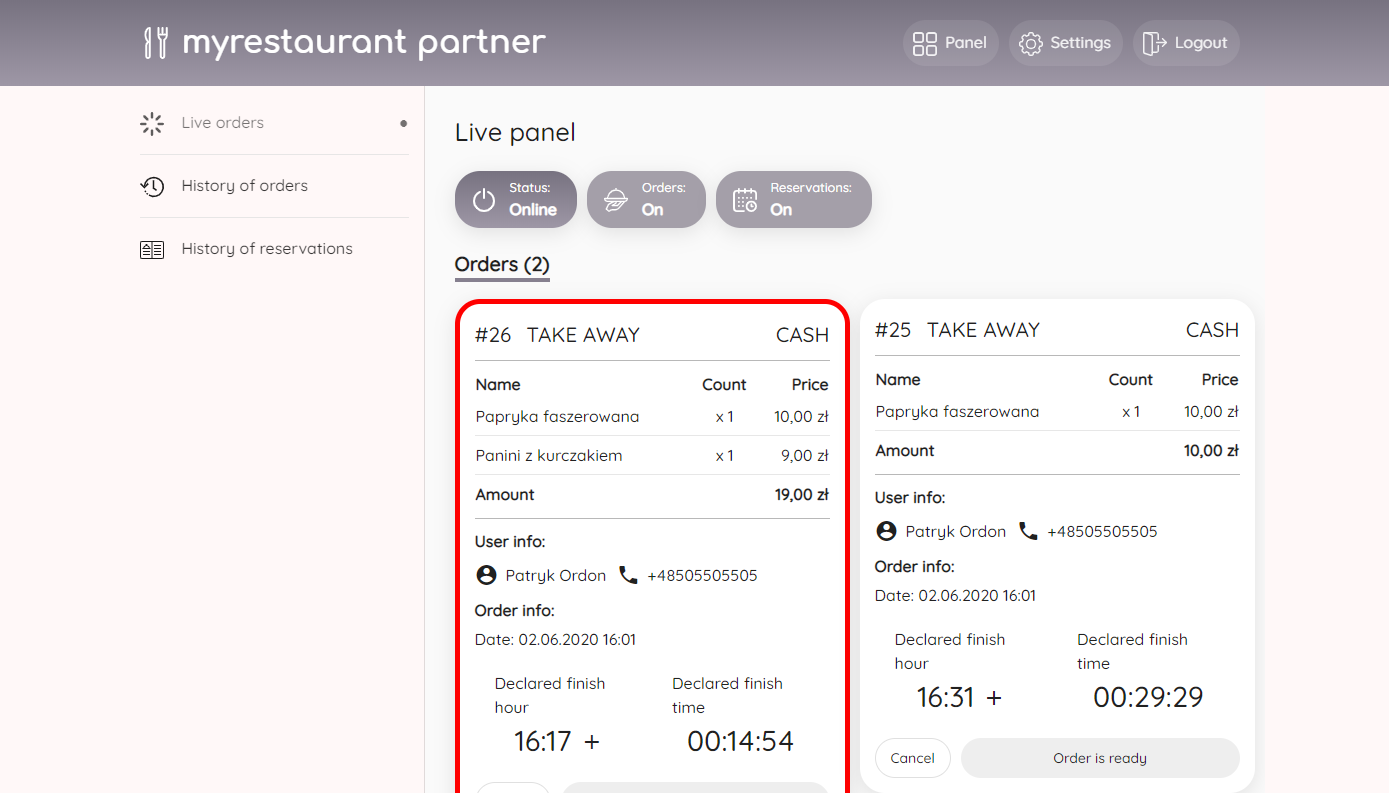 myrestaurant partner
Panel
Settings
Logout
Live orders
History of orders
History of reservations
Live panel
Status:
Online
Orders:
On
Reservations:
On
Orders (2)
#26 TAKE AWAY CASH
Name Count Price
Papryka faszerowana x 1 10,00 zł
Panini z kurczakiem x 1 9,00 zł
Amount 19,00 zł
User info:
Patryk Ordon +48505505505
Order info:
Date: 02.06.2020 16:01
Declared finish
hour
16:17 +
Declared finish
time
00:14:54
#25 TAKE AWAY CASH
Name Count Price
Papryka faszerowana x 1 10,00 zł
Amount 10,00 zł
User info:
Patryk Ordon +48505505505
Order info:
Date: 02.06.2020 16:01
Declared finish
hour
16:31 +
Declared finish
time
00:29:29
Cancel
Order is ready